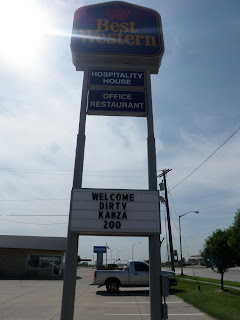 Best
Western
HOSPITALITY
HOUSE
OFFICE
RESTAURANT
WELCOME
DIRTY
KANZA
200